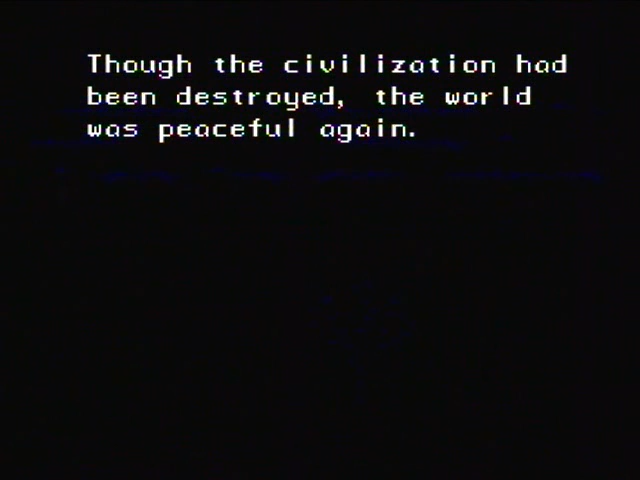 Though the civilization had
been destroyed, the world
was peaceful again.